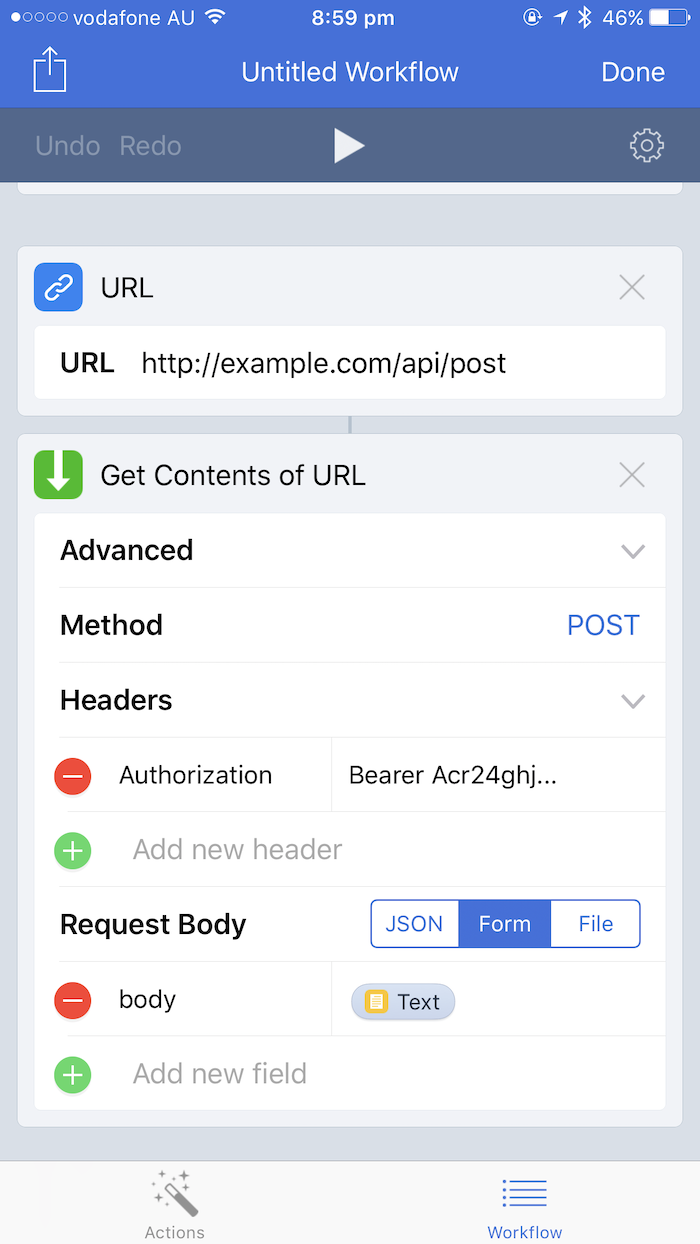 vodafone AU 8:59 pm 46%
Untitled Workflow Done
Undo Redo
URL
URL http://example.com/api/post
Get Contents of URL
Advanced
Method POST
Headers
Authorization Bearer Acr24ghj...
Add new header
Request Body JSON Form File
body Text
Add new field
Actions Workflow